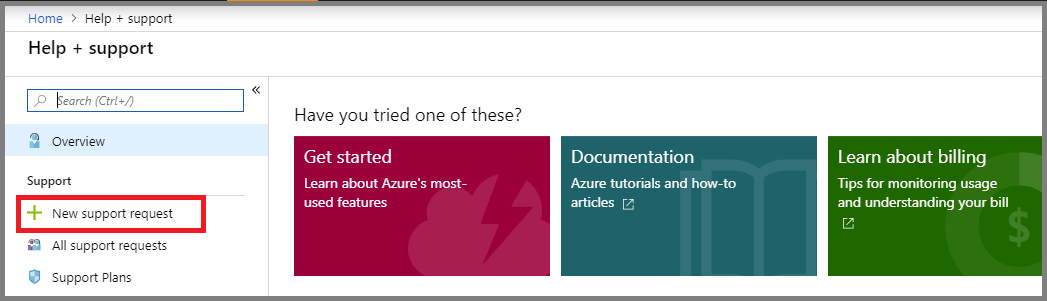 Home > Help + support
Help + support
Search (Ctrl+/)
Overview
Support
New support request
All support requests
Support Plans
Have you tried one of these?
Get started
Learn about Azure's most-
used features
Documentation
Azure tutorials and how-to
articles
Learn about billing
Tips for monitoring usage
and understanding your bill